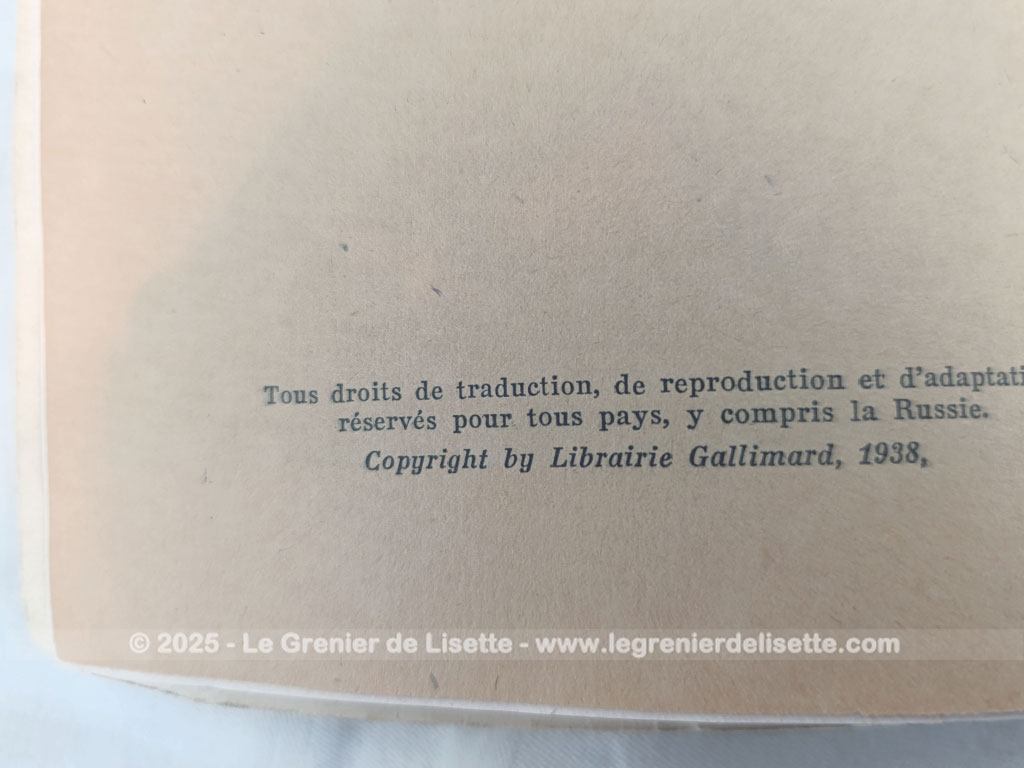 Tous droits de traduction, de reproduction et d'adaptati
réservés pour tous pays, y compris la Russie.
Copyright by Librairie Gallimard, 1938,
© 2025 - Le Grenier de Lisette - www.legrenierdelisette.com